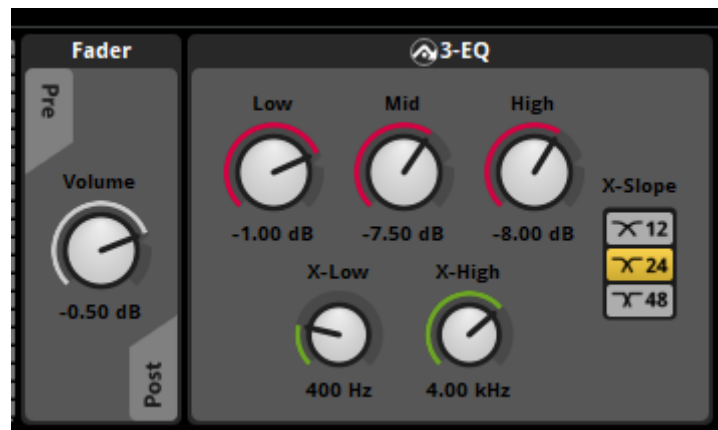 Fader
Pre
Volume
-0.50 dB
Post
3-EQ
Low Mid High
-1.00 dB -7.50 dB -8.00 dB
X-Low X-High
400 Hz 4.00 kHz
X-Slope
12
24
48